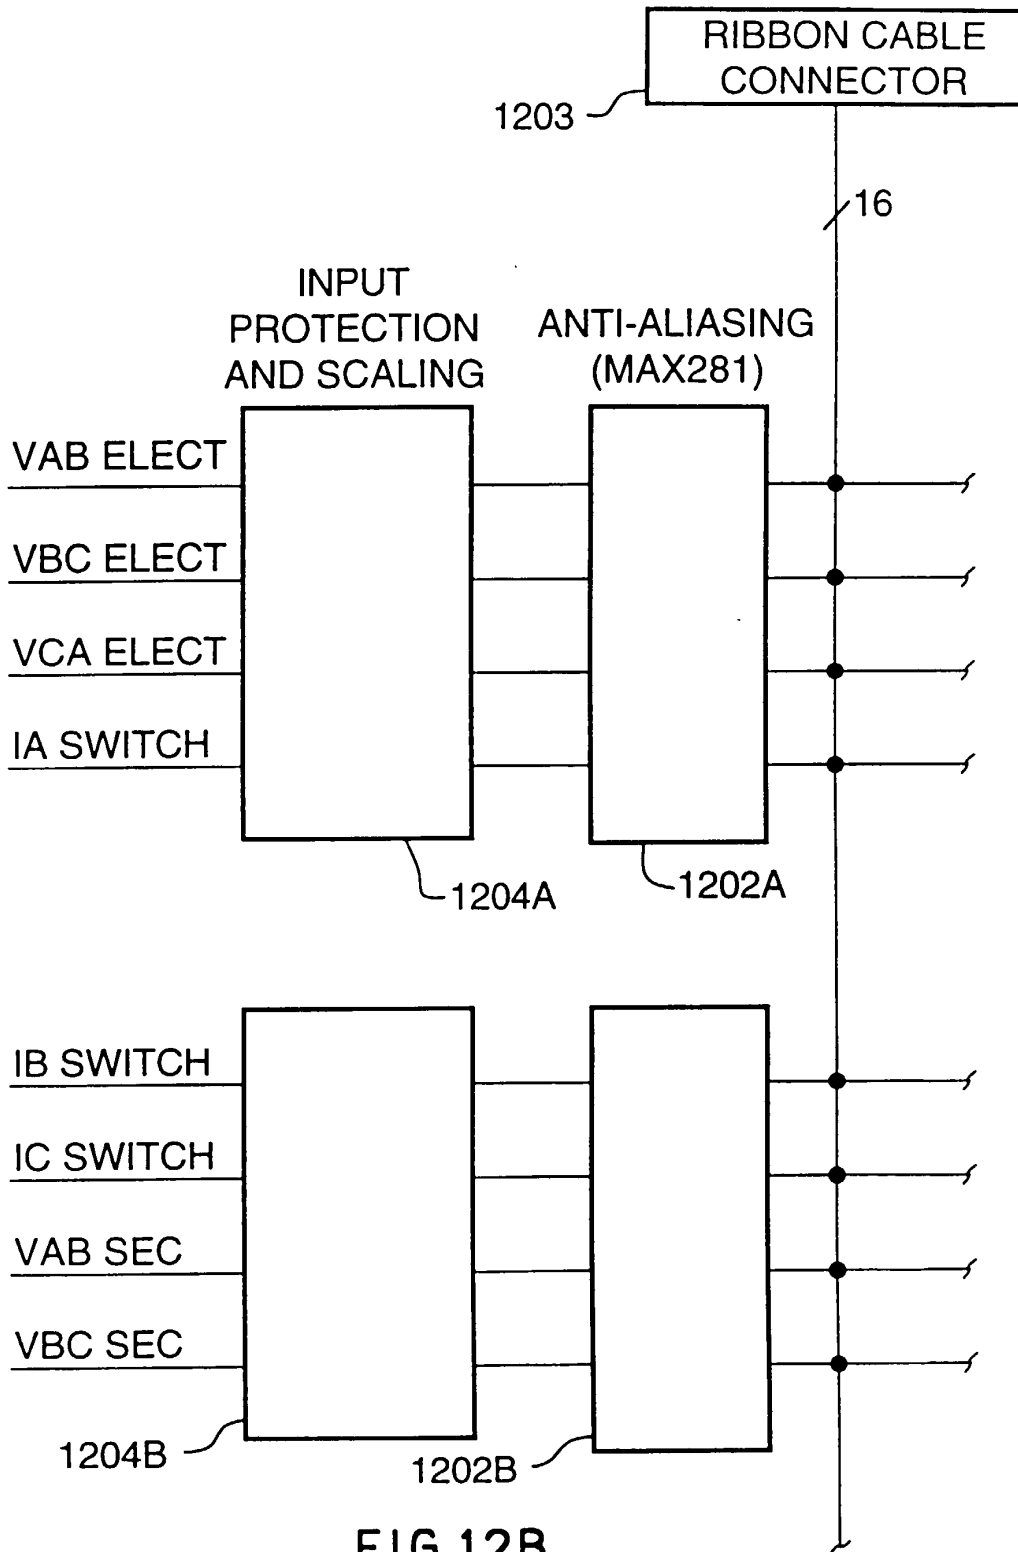 RIBBON CABLE
CONNECTOR
1203
16
INPUT
PROTECTION
AND SCALING
ANTI-ALIASING
(MAX281)
VAB ELECT
VBC ELECT
VCA ELECT
IA SWITCH
1204A
1202A
IB SWITCH
IC SWITCH
VAB SEC
VBC SEC
1204B
1202B
FIG.12B